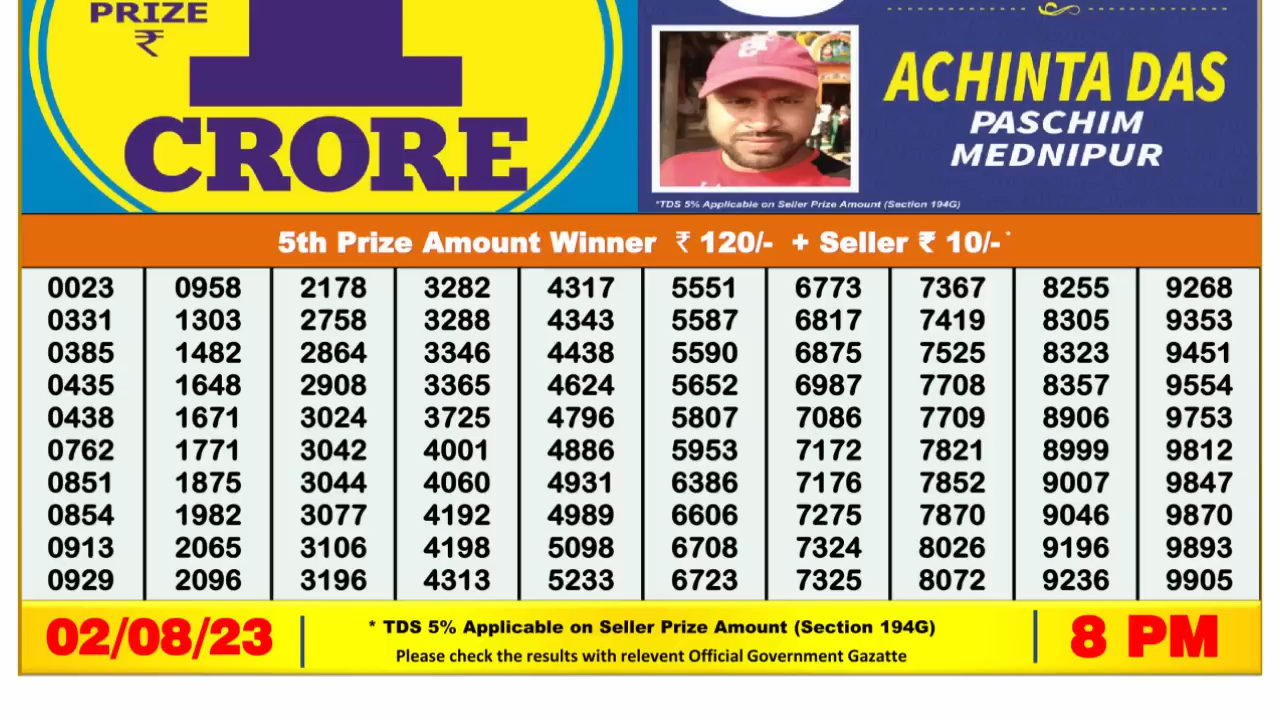 PRIZE
₹
1
CRORE
ACHINTA DAS
PASCHIM
MEDNIPUR
*TDS 5% Applicable on Seller Prize Amount (Section 194G)
5th Prize Amount Winner ₹ 120/- + Seller ₹ 10/-*
0023 0958 2178 3282 4317 5551 6773 7367 8255 9268
0331 1303 2758 3288 4343 5587 6817 7419 8305 9353
0385 1482 2864 3346 4438 5590 6875 7525 8323 9451
0435 1648 2908 3365 4624 5652 6987 7708 8357 9554
0438 1671 3024 3725 4796 5807 7086 7709 8906 9753
0762 1771 3042 4001 4886 5953 7172 7821 8999 9812
0851 1875 3044 4060 4931 6386 7176 7852 9007 9847
0854 1982 3077 4192 4989 6606 7275 7870 9046 9870
0913 2065 3106 4198 5098 6708 7324 8026 9196 9893
0929 2096 3196 4313 5233 6723 7325 8072 9236 9905
02/08/23
* TDS 5% Applicable on Seller Prize Amount (Section 194G)
Please check the results with relevent Official Government Gazatte
8 PM